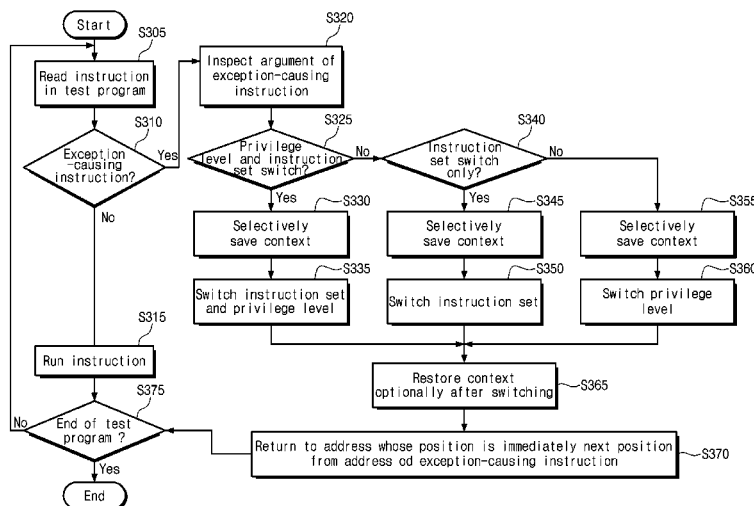 Start
S305
Read instruction
in test program
S310
Exception
-causing
instruction?
Yes
No
S315
Run instruction
S375
End of test
program ?
No
Yes
End
S320
Inspect argument of
exception-causing
instruction
S325
Privilege
level and instruction
set switch?
No
Yes
S330
Selectively
save context
S335
Switch instruction set
and privilege level
S340
Instruction
set switch
only?
No
Yes
S345
Selectively
save context
S350
Switch instruction set
S355
Selectively
save context
S360
Switch privilege
level
S365
Restore context
optionally after switching
S370
Return to address whose position is immediately next position
from address od exception-causing instruction